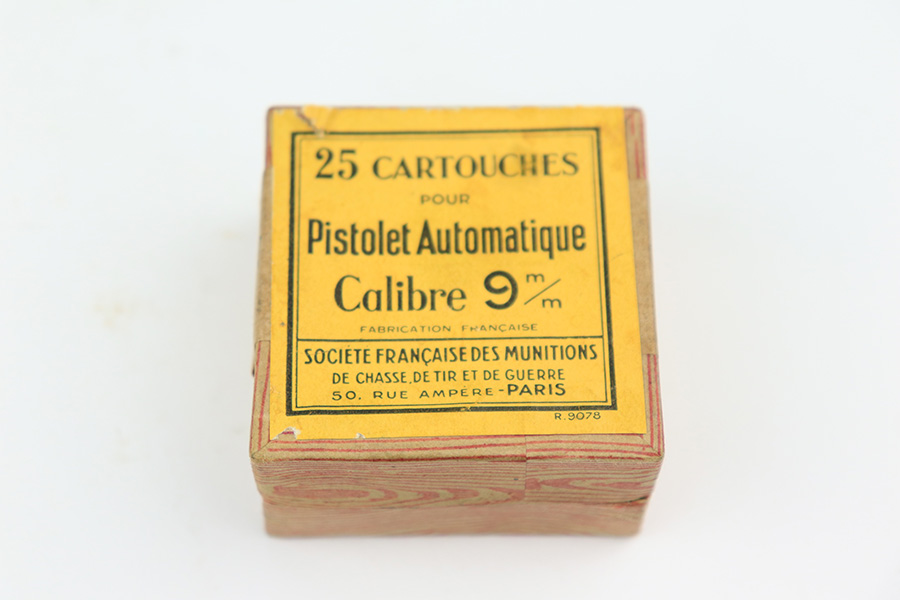 25 CARTOUCHES
POUR
Pistolet Automatique
Calibre 9 m/m
FABRICATION FRANÇAISE
SOCIÉTÉ FRANÇAISE DES MUNITIONS
DE CHASSE, DE TIR ET DE GUERRE
50, RUE AMPÈRE - PARIS
R.9078